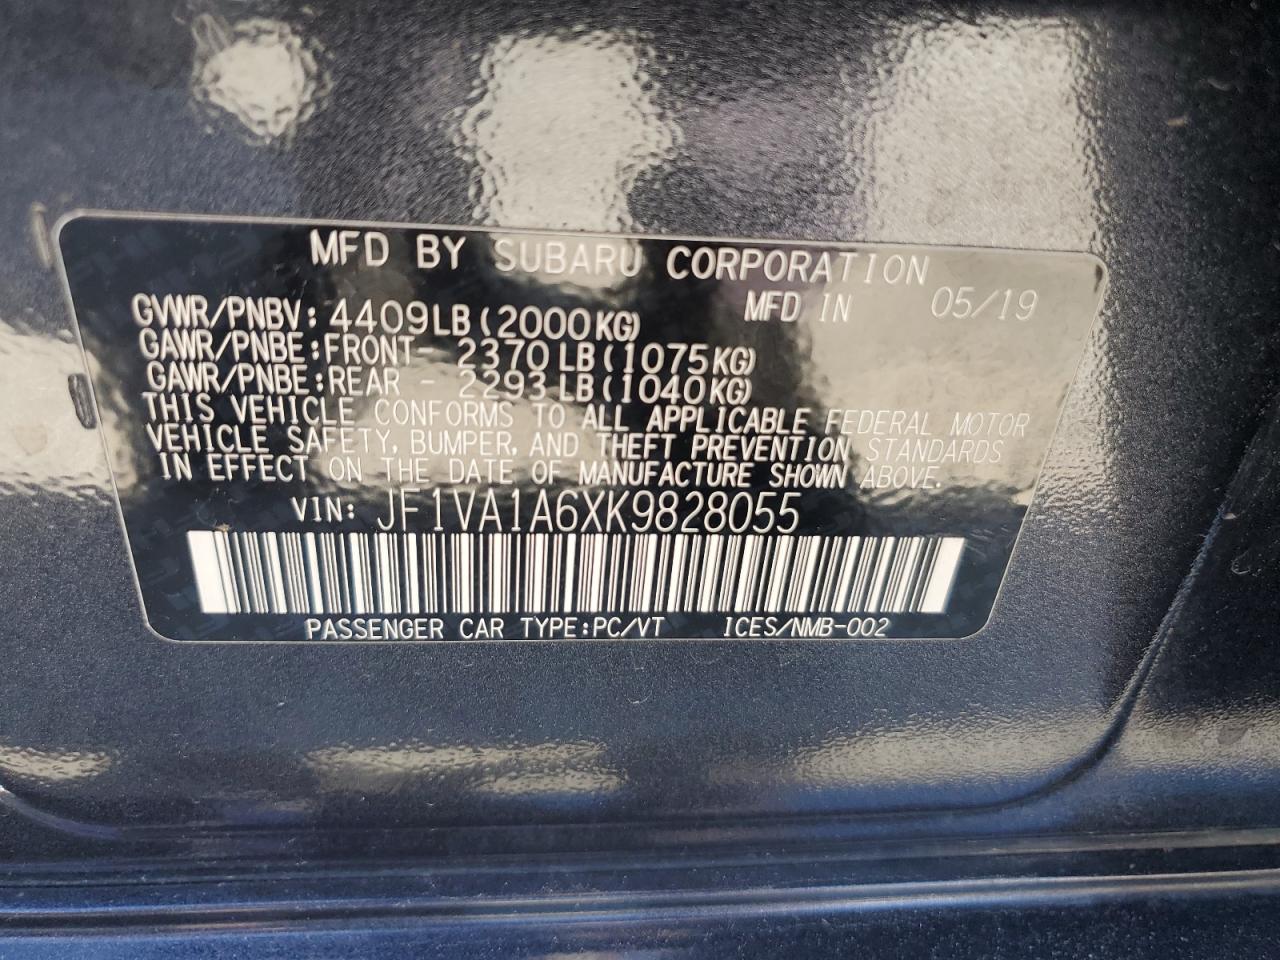 MFD BY SUBARU CORPORATION
MFD IN 05/19
GVWR/PNBV: 4409LB(2000KG)
GAWR/PNBE:FRONT- 2370LB(1075KG)
GAWR/PNBE:REAR - 2293LB(1040KG)
THIS VEHICLE CONFORMS TO ALL APPLICABLE FEDERAL MOTOR
VEHICLE SAFETY, BUMPER, AND THEFT PREVENTION STANDARDS
IN EFFECT ON THE DATE OF MANUFACTURE SHOWN ABOVE.
VIN: JF1VA1A6XK9828055
PASSENGER CAR TYPE:PC/VT ICES/NMB-002